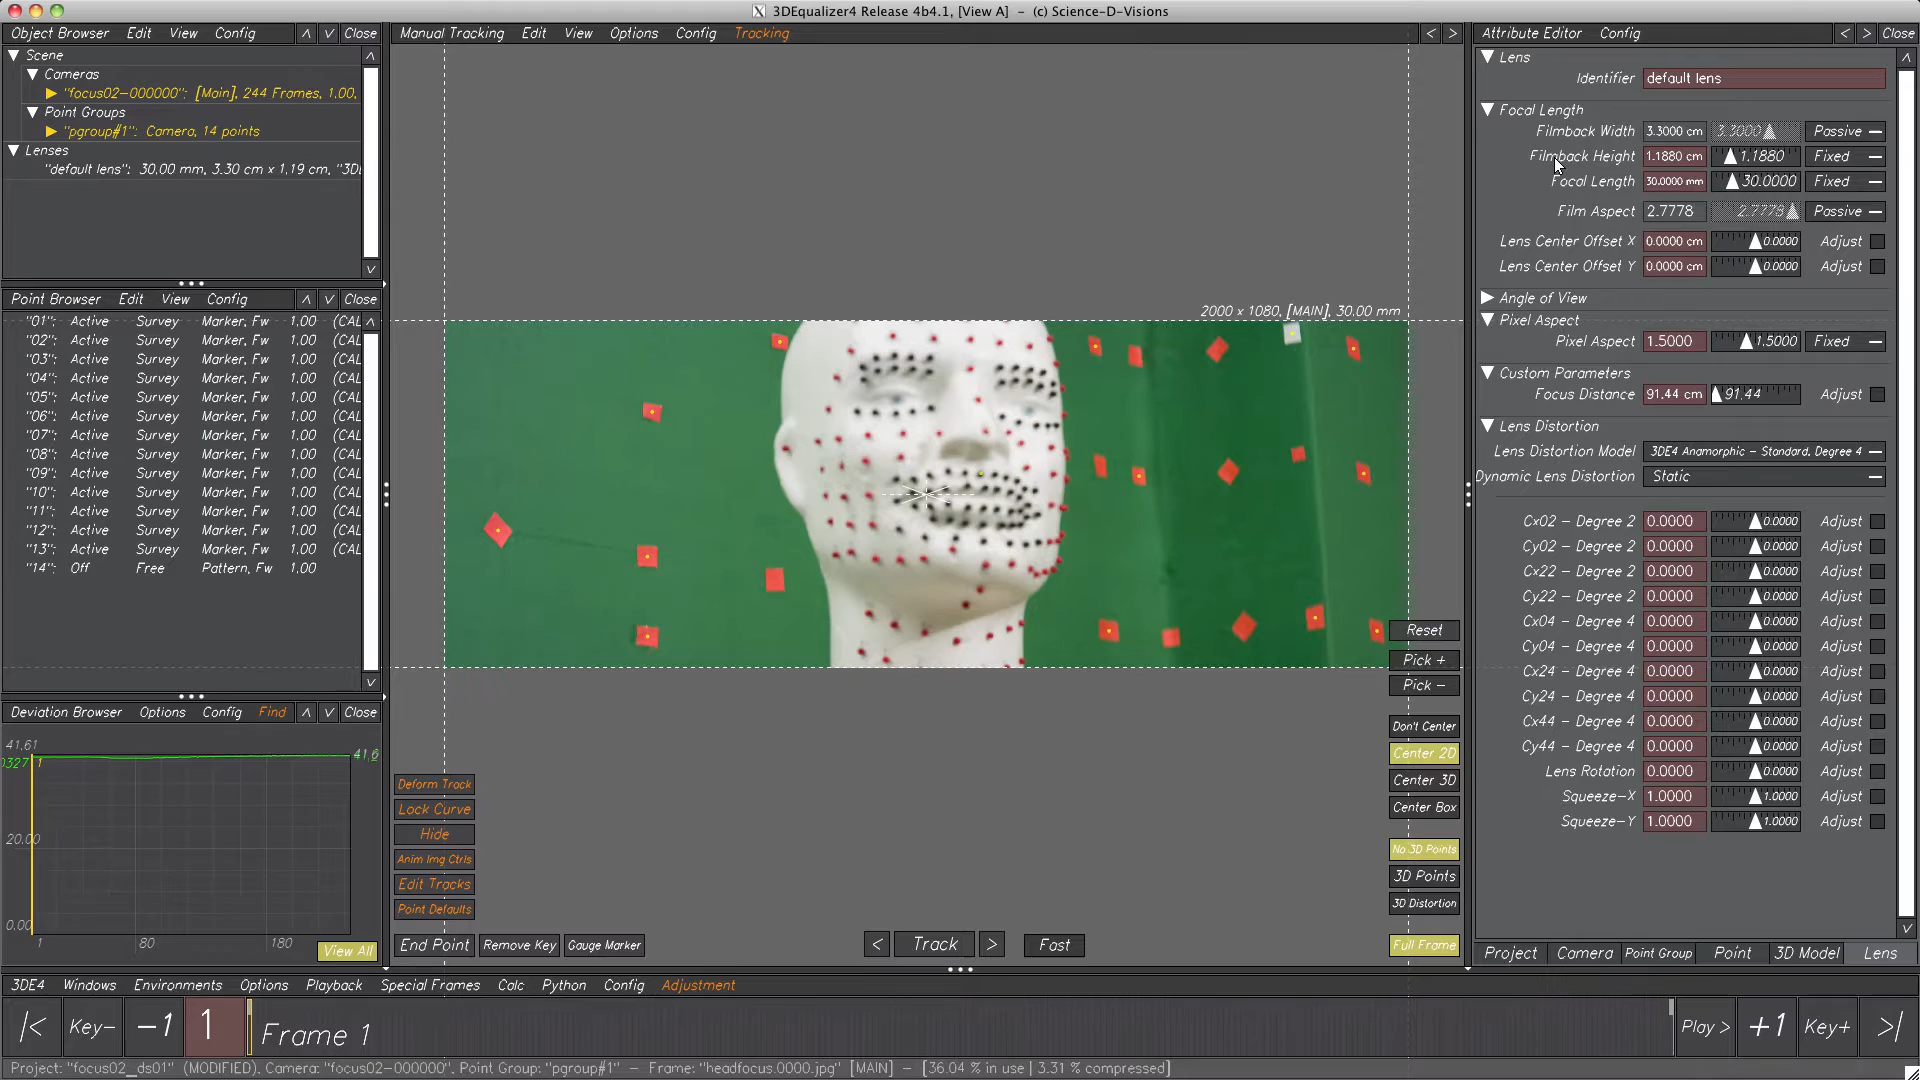 3DEqualizer4 Release 4b4.1, [View A] - (c) Science-D-Visions
Object Browser Edit View Config Close
Scene
Cameras
"focus02-000000": [Main], 244 Frames, 1.00,
Point Groups
"pgroup#1": Camera, 14 points
Lenses
"default lens": 30.00 mm, 3.30 cm x 1.19 cm, "3D
Point Browser Edit View Config Close
"01": Active Survey Marker, Fw 1.00 (CAL
"02": Active Survey Marker, Fw 1.00 (CAL
"03": Active Survey Marker, Fw 1.00 (CAL
"04": Active Survey Marker, Fw 1.00 (CAL
"05": Active Survey Marker, Fw 1.00 (CAL
"06": Active Survey Marker, Fw 1.00 (CAL
"07": Active Survey Marker, Fw 1.00 (CAL
"08": Active Survey Marker, Fw 1.00 (CAL
"09": Active Survey Marker, Fw 1.00 (CAL
"10": Active Survey Marker, Fw 1.00 (CAL
"11": Active Survey Marker, Fw 1.00 (CAL
"12": Active Survey Marker, Fw 1.00 (CAL
"13": Active Survey Marker, Fw 1.00 (CAL
"14": Off Free Pattern, Fw 1.00
Deviation Browser Options Config Find Close
41.61
1
20.00
0.00
1 80 180
View All
Manual Tracking Edit View Options Config Tracking < >
2000 x 1080, [MAIN], 30.00 mm
Reset
Pick +
Pick -
Don't Center
Center 2D
Center 3D
Center Box
No 3D Points
3D Points
3D Distortion
Full Frame
Deform Track
Lock Curve
Hide
Anim Img Ctrls
Edit Tracks
Point Defaults
End Point Remove Key Gauge Marker < Track > Fast
Attribute Editor Config < > Close
Lens
Identifier default lens
Focal Length
Filmback Width 3.3000 cm 3.3000 Passive
Filmback Height 1.1880 cm 1.1880 Fixed
Focal Length 30.0000 mm 30.0000 Fixed
Film Aspect 2.7778 2.7778 Passive
Lens Center Offset X 0.0000 cm 0.0000 Adjust
Lens Center Offset Y 0.0000 cm 0.0000 Adjust
Angle of View
Pixel Aspect
Pixel Aspect 1.5000 1.5000 Fixed
Custom Parameters
Focus Distance 91.44 cm 91.44 Adjust
Lens Distortion
Lens Distortion Model 3DE4 Anamorphic - Standard, Degree 4
Dynamic Lens Distortion Static
Cx02 - Degree 2 0.0000 0.0000 Adjust
Cy02 - Degree 2 0.0000 0.0000 Adjust
Cx22 - Degree 2 0.0000 0.0000 Adjust
Cy22 - Degree 2 0.0000 0.0000 Adjust
Cx04 - Degree 4 0.0000 0.0000 Adjust
Cy04 - Degree 4 0.0000 0.0000 Adjust
Cx24 - Degree 4 0.0000 0.0000 Adjust
Cy24 - Degree 4 0.0000 0.0000 Adjust
Cx44 - Degree 4 0.0000 0.0000 Adjust
Cy44 - Degree 4 0.0000 0.0000 Adjust
Lens Rotation 0.0000 0.0000 Adjust
Squeeze-X 1.0000 1.0000 Adjust
Squeeze-Y 1.0000 1.0000 Adjust
Project Camera Point Group Point 3D Model Lens
3DE4 Windows Environments Options Playback Special Frames Calc Python Config Adjustment
|< Key- -1 1 Frame 1 Play > +1 Key+ >|
Project: "focus02_ds01" (MODIFIED), Camera: "focus02-000000", Point Group: "pgroup#1" - Frame: "headfocus.0000.jpg" [MAIN] - [36.04 % in use | 3.31 % compressed]